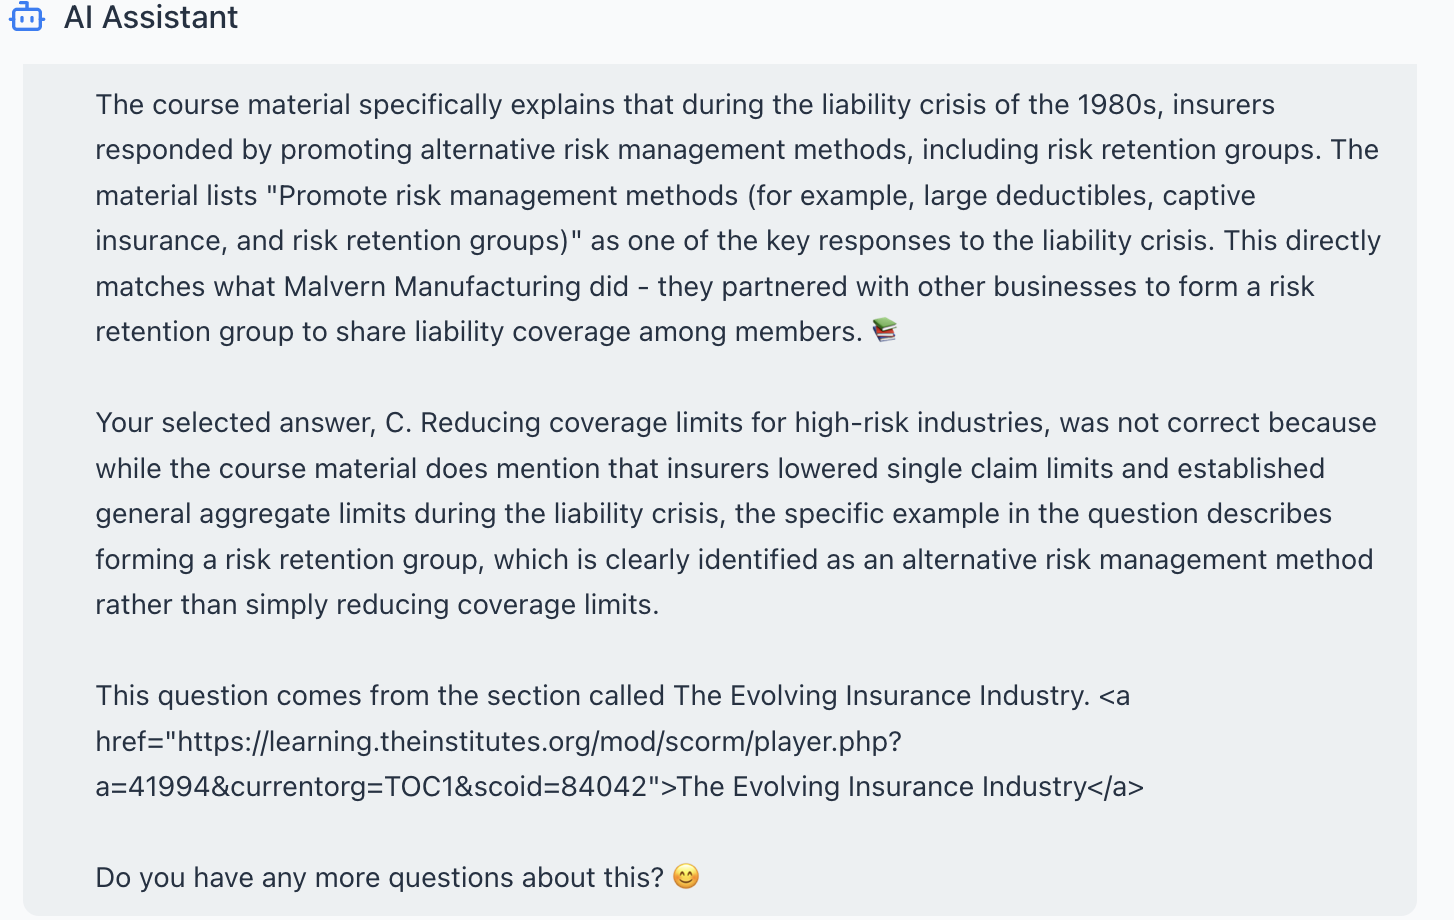 AI Assistant
The course material specifically explains that during the liability crisis of the 1980s, insurers
responded by promoting alternative risk management methods, including risk retention groups. The
material lists "Promote risk management methods (for example, large deductibles, captive
insurance, and risk retention groups)" as one of the key responses to the liability crisis. This directly
matches what Malvern Manufacturing did - they partnered with other businesses to form a risk
retention group to share liability coverage among members. 📚
Your selected answer, C. Reducing coverage limits for high-risk industries, was not correct because
while the course material does mention that insurers lowered single claim limits and established
general aggregate limits during the liability crisis, the specific example in the question describes
forming a risk retention group, which is clearly identified as an alternative risk management method
rather than simply reducing coverage limits.
This question comes from the section called The Evolving Insurance Industry. <a
href="https://learning.theinstitutes.org/mod/scorm/player.php?
a=41994&currentorg=TOC1&scoid=84042">The Evolving Insurance Industry</a>
Do you have any more questions about this? 😊